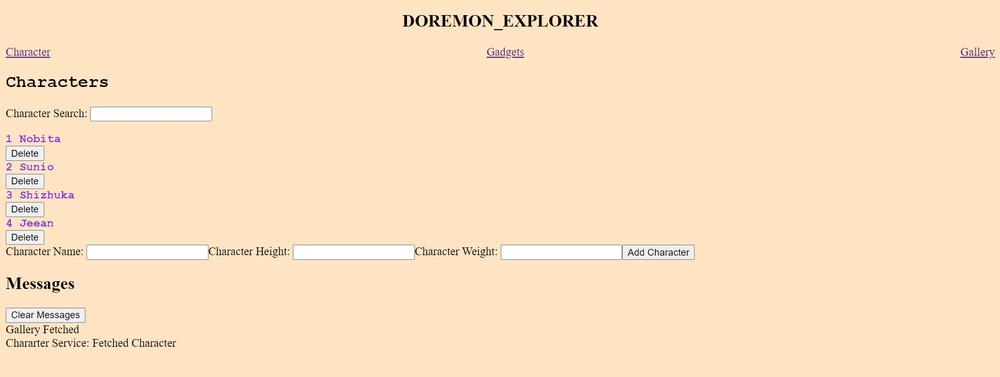 DOREMON_EXPLORER
Character Gadgets Gallery
Characters
Character Search:
1 Nobita
Delete
2 Sunio
Delete
3 Shizhuka
Delete
4 Jeean
Delete
Character Name: Character Height: Character Weight: Add Character
Messages
Clear Messages
Gallery Fetched
Chararter Service: Fetched Character